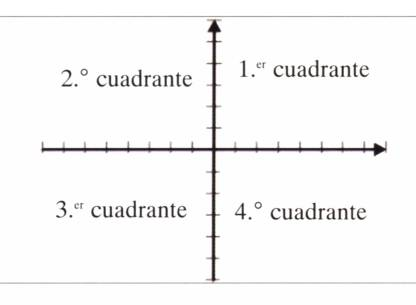 2.° cuadrante
1.er cuadrante
3.er cuadrante
4.° cuadrante